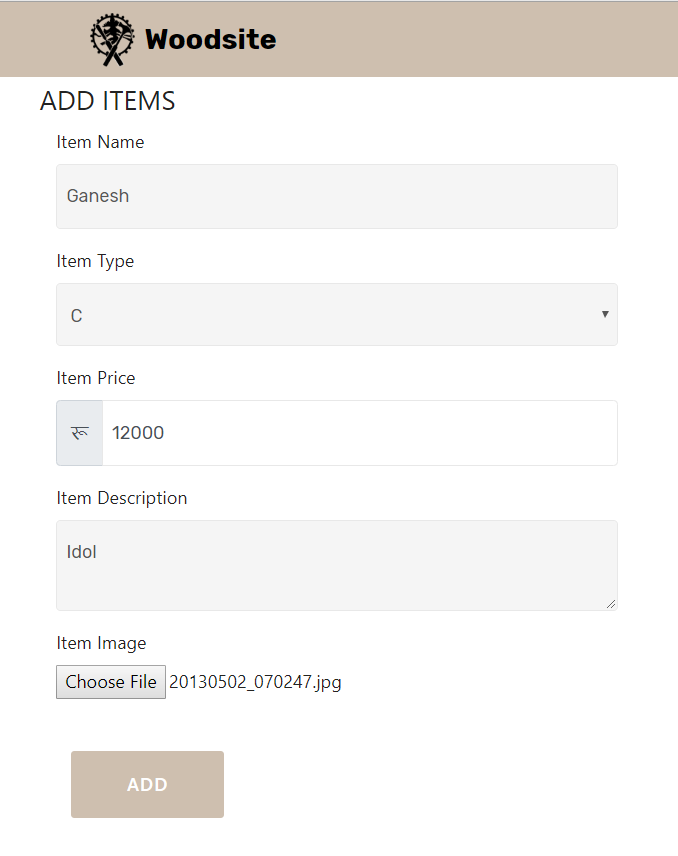 Woodsite
ADD ITEMS
Item Name
Ganesh
Item Type
C
Item Price
रू 12000
Item Description
Idol
Item Image
Choose File 20130502_070247.jpg
ADD